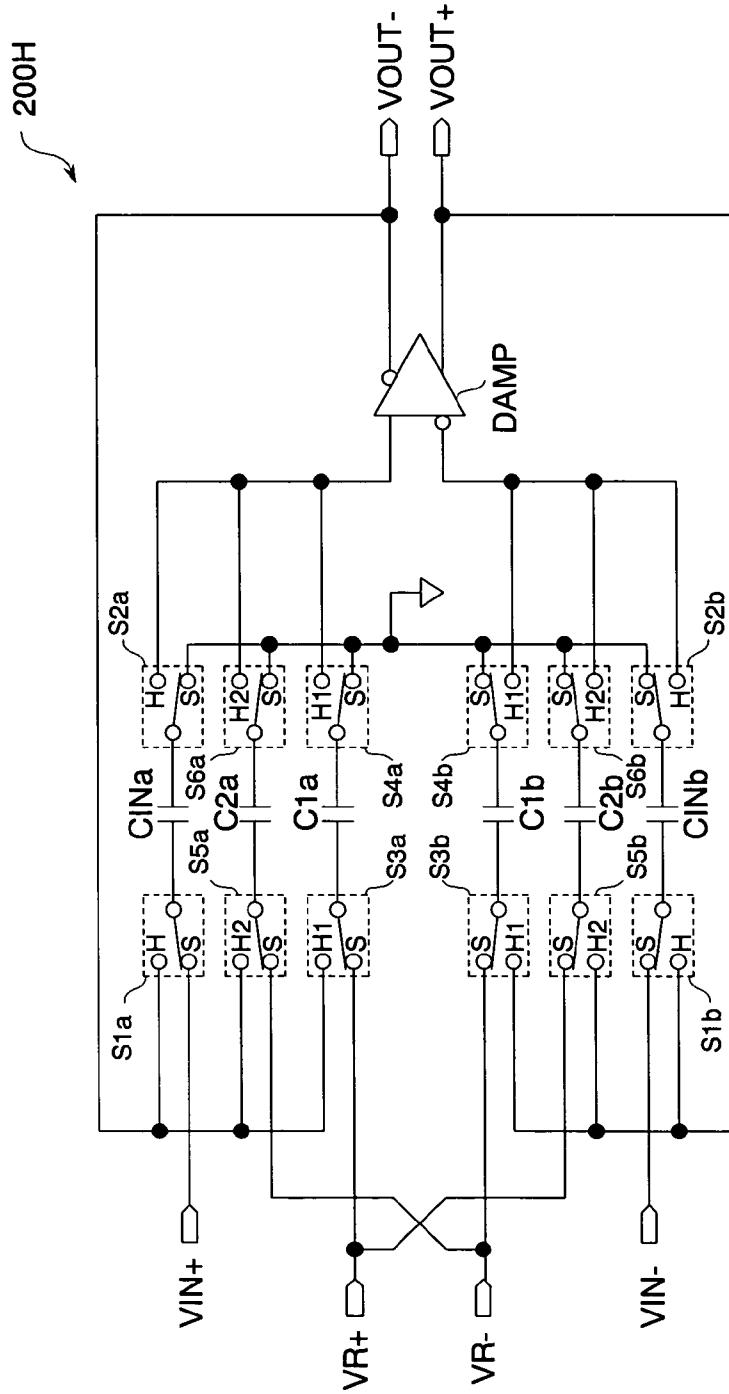 200H
VOUT-
VOUT+
DAMP
S2a
H
S
S6a
H2
S
H1
S
S4a
S4b
S
H1
S
H2
S6b
S
H
S2b
CINa
C2a
C1a
C1b
C2b
CINb
S1a
H
S
S5a
H2
S
H1
S
S3a
S3b
S
H1
S
H2
S5b
S
H
S1b
VIN+
VR+
VR-
VIN-